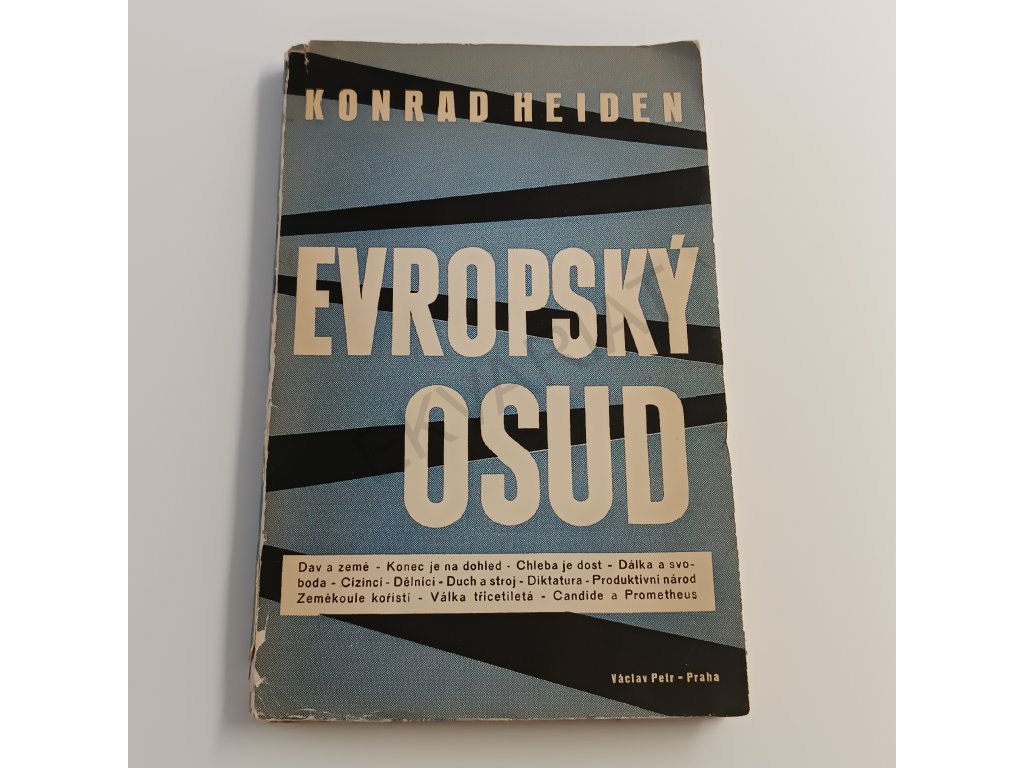 KONRAD HEIDEN
EVROPSKÝ
OSUD
EKVARIAT
Dav a země - Konec je na dohled - Chleba je dost - Dálka a svo-
boda - Cizinci - Dělníci - Duch a stroj - Diktatura - Produktivní národ
Zeměkoule kořistí - Válka třicetiletá - Candide a Prometheus
Václav Petr - Praha